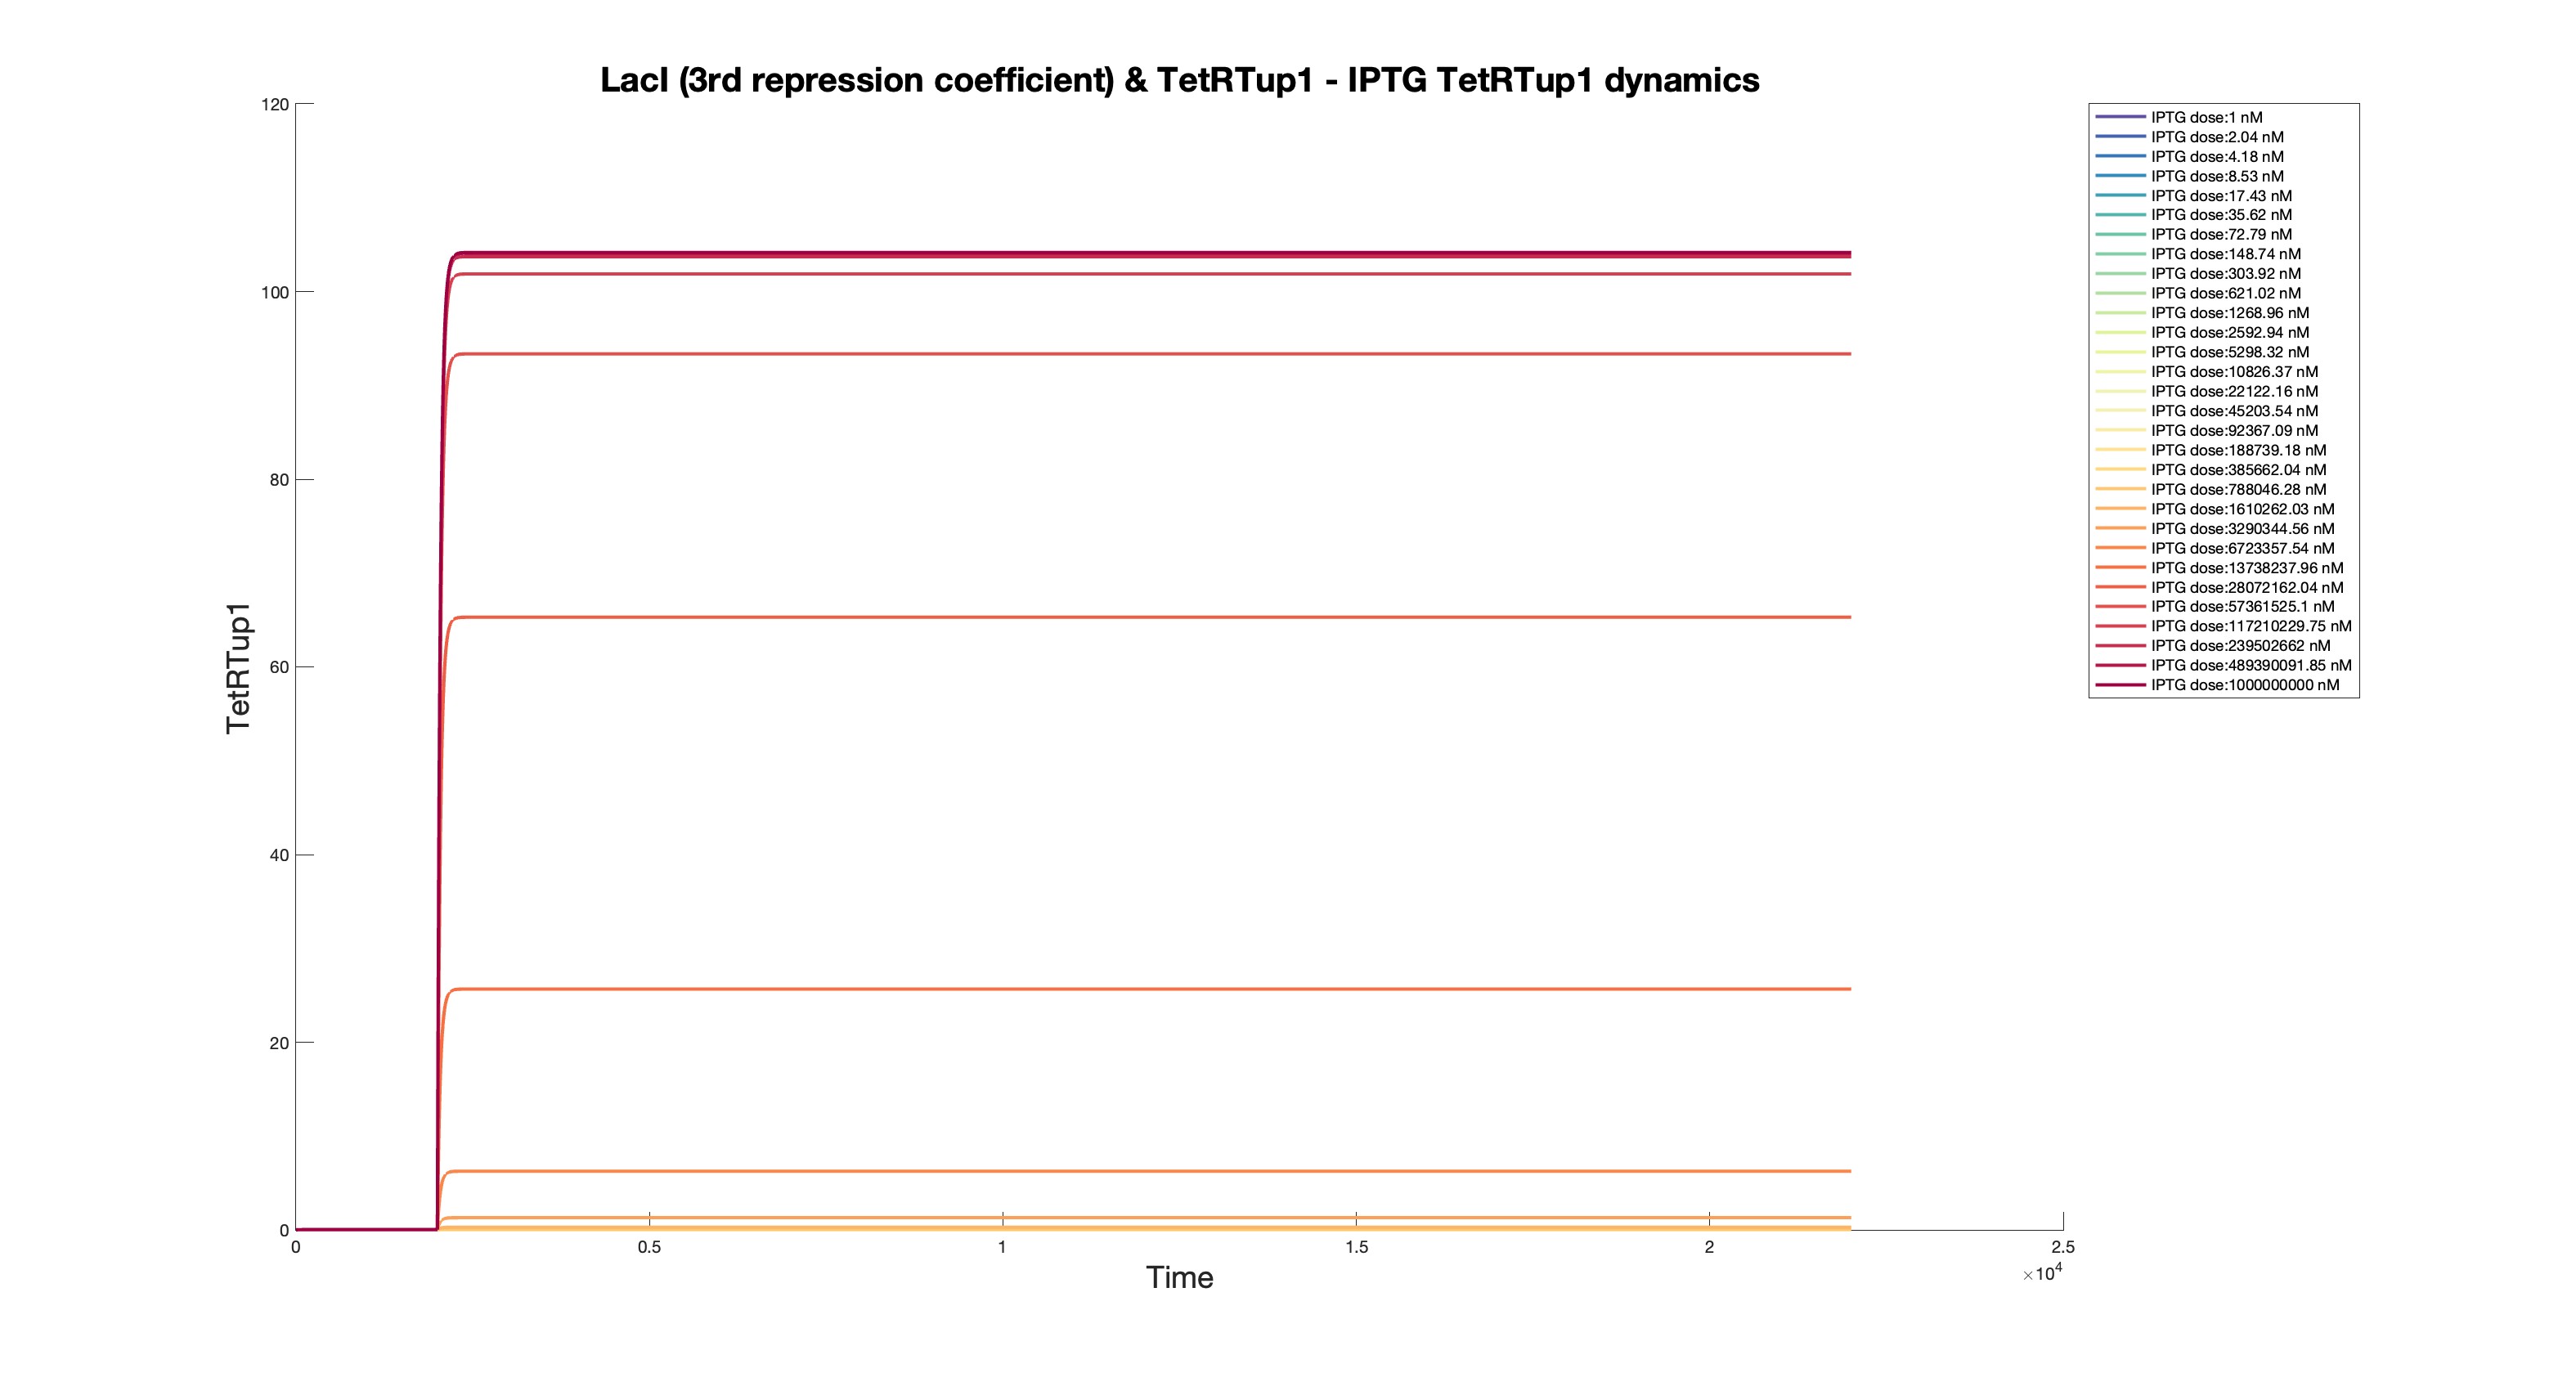 LacI (3rd repression coefficient) & TetRTup1 - IPTG TetRTup1 dynamics
120
100
80
60
40
20
0
TetRTup1
0
0.5
1
1.5
2
2.5
×10^4
Time
IPTG dose:1 nM
IPTG dose:2.04 nM
IPTG dose:4.18 nM
IPTG dose:8.53 nM
IPTG dose:17.43 nM
IPTG dose:35.62 nM
IPTG dose:72.79 nM
IPTG dose:148.74 nM
IPTG dose:303.92 nM
IPTG dose:621.02 nM
IPTG dose:1268.96 nM
IPTG dose:2592.94 nM
IPTG dose:5298.32 nM
IPTG dose:10826.37 nM
IPTG dose:22122.16 nM
IPTG dose:45203.54 nM
IPTG dose:92367.09 nM
IPTG dose:188739.18 nM
IPTG dose:385662.04 nM
IPTG dose:788046.28 nM
IPTG dose:1610262.03 nM
IPTG dose:3290344.56 nM
IPTG dose:6723357.54 nM
IPTG dose:13738237.96 nM
IPTG dose:28072162.04 nM
IPTG dose:57361525.1 nM
IPTG dose:117210229.75 nM
IPTG dose:239502662 nM
IPTG dose:489390091.85 nM
IPTG dose:1000000000 nM